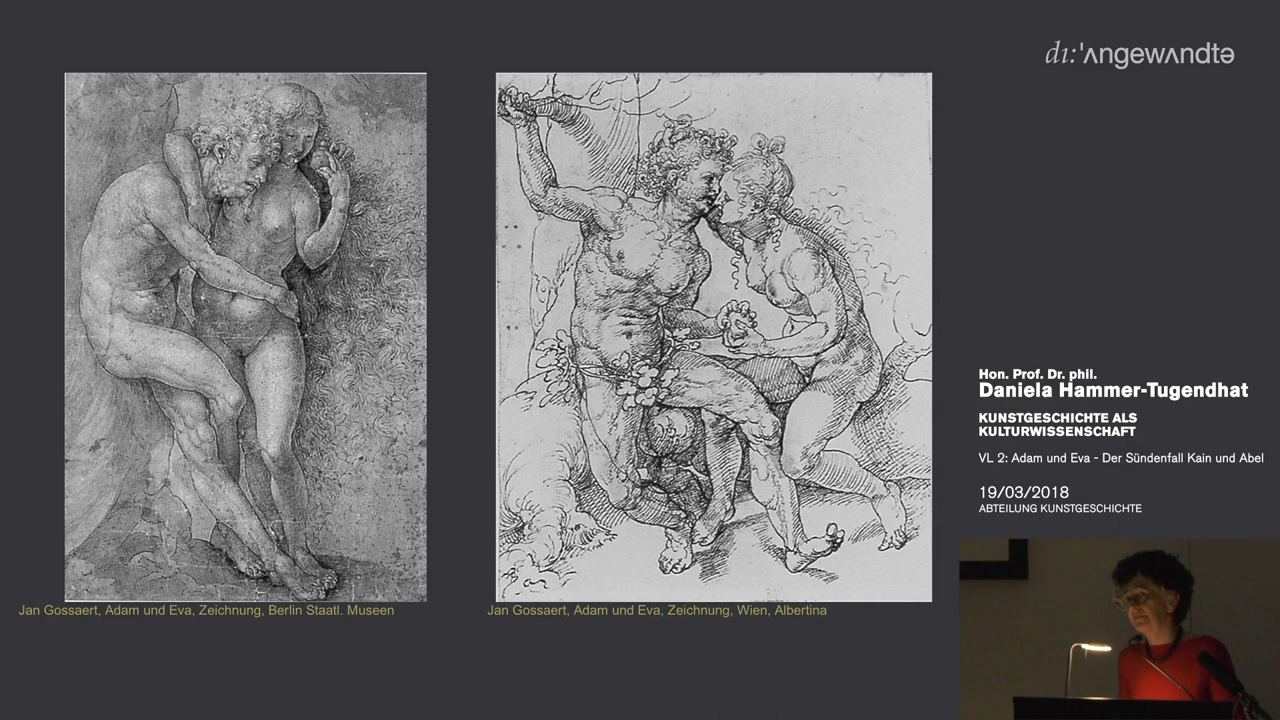 dı:'ʌngewʌndtə
Jan Gossaert, Adam und Eva, Zeichnung, Berlin Staatl. Museen
Jan Gossaert, Adam und Eva, Zeichnung, Wien, Albertina
Hon. Prof. Dr. phil.
Daniela Hammer-Tugendhat
KUNSTGESCHICHTE ALS
KULTURWISSENSCHAFT
VL 2: Adam und Eva - Der Sündenfall Kain und Abel
19/03/2018
ABTEILUNG KUNSTGESCHICHTE